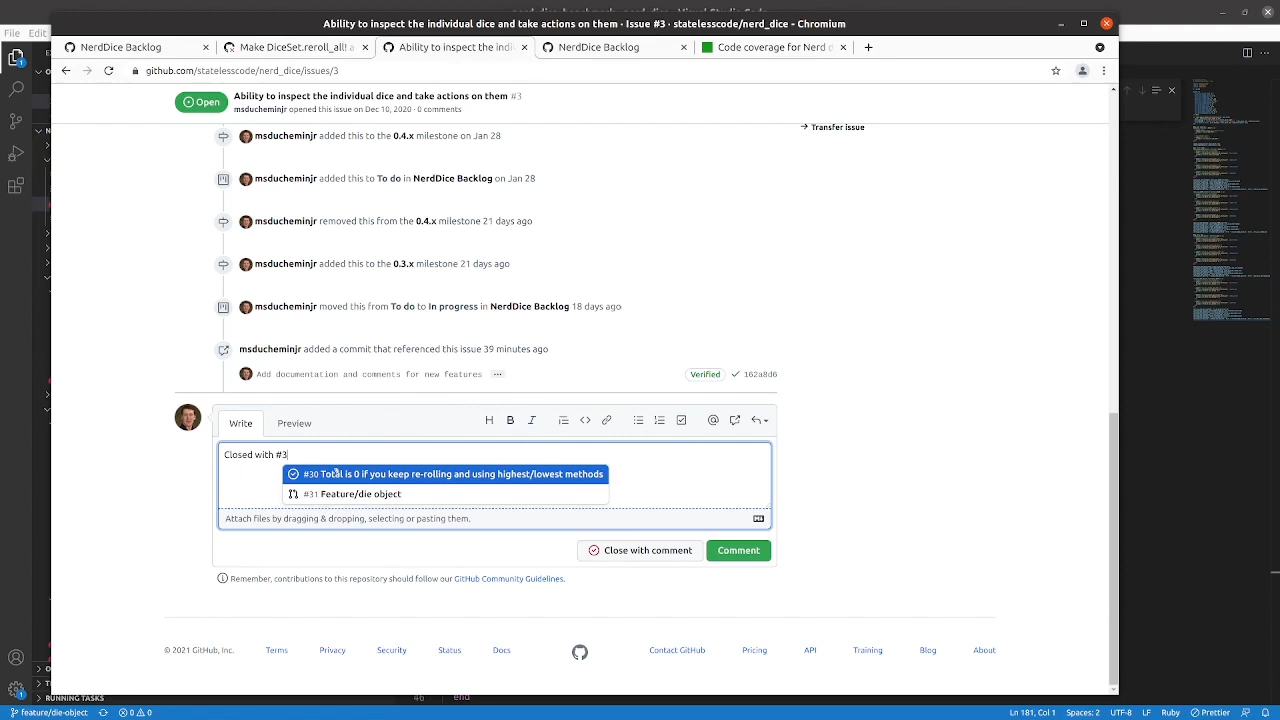 nerd_dice_benchmark - nerd_dice - Visual Studio Code
Ability to inspect the individual dice and take actions on them · Issue #3 · statelesscode/nerd_dice - Chromium
File Edit
NerdDice Backlog
Make DiceSet.reroll_all! a
Ability to inspect the indi
NerdDice Backlog
Code coverage for Nerd d
github.com/statelesscode/nerd_dice/issues/3
Open
Ability to inspect the individual dice and take actions on them #3
msducheminjr opened this issue on Dec 10, 2020 · 0 comments
msducheminjr added this to the 0.4.x milestone on Jan 28
Transfer issue
msducheminjr added this to To do in NerdDice Backlog on Jan 28
msducheminjr removed this from the 0.4.x milestone 21 days ago
msducheminjr added this to the 0.3.x milestone 21 days ago
msducheminjr moved this from To do to In progress in NerdDice Backlog 18 days ago
msducheminjr added a commit that referenced this issue 39 minutes ago
Add documentation and comments for new features ...
Verified
162a8d6
Write
Preview
Closed with #3
#30 Total is 0 if you keep re-rolling and using highest/lowest methods
#31 Feature/die object
Attach files by dragging & dropping, selecting or pasting them.
Close with comment
Comment
Remember, contributions to this repository should follow our GitHub Community Guidelines.
© 2021 GitHub, Inc.
Terms
Privacy
Security
Status
Docs
Contact GitHub
Pricing
API
Training
Blog
About
RUNNING TASKS
46 end
feature/die-object
0 0
Ln 181, Col 1
Spaces: 2
UTF-8
LF
Ruby
Prettier